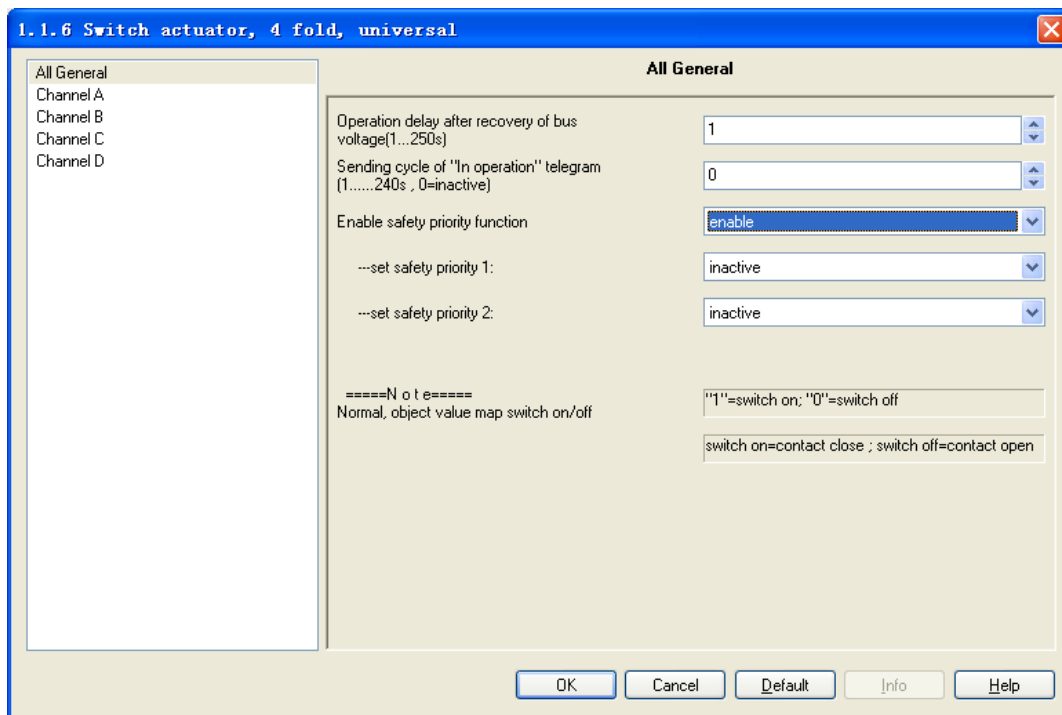 1.1.6 Switch actuator, 4 fold, universal
All General
Channel A
Channel B
Channel C
Channel D
All General
Operation delay after recovery of bus
voltage(1...250s)
1
Sending cycle of "In operation" telegram
(1......240s , 0=inactive)
0
Enable safety priority function
enable
---set safety priority 1:
inactive
---set safety priority 2:
inactive
=====N o t e=====
Normal, object value map switch on/off
"1"=switch on; "0"=switch off
switch on=contact close ; switch off=contact open
OK
Cancel
Default
Info
Help